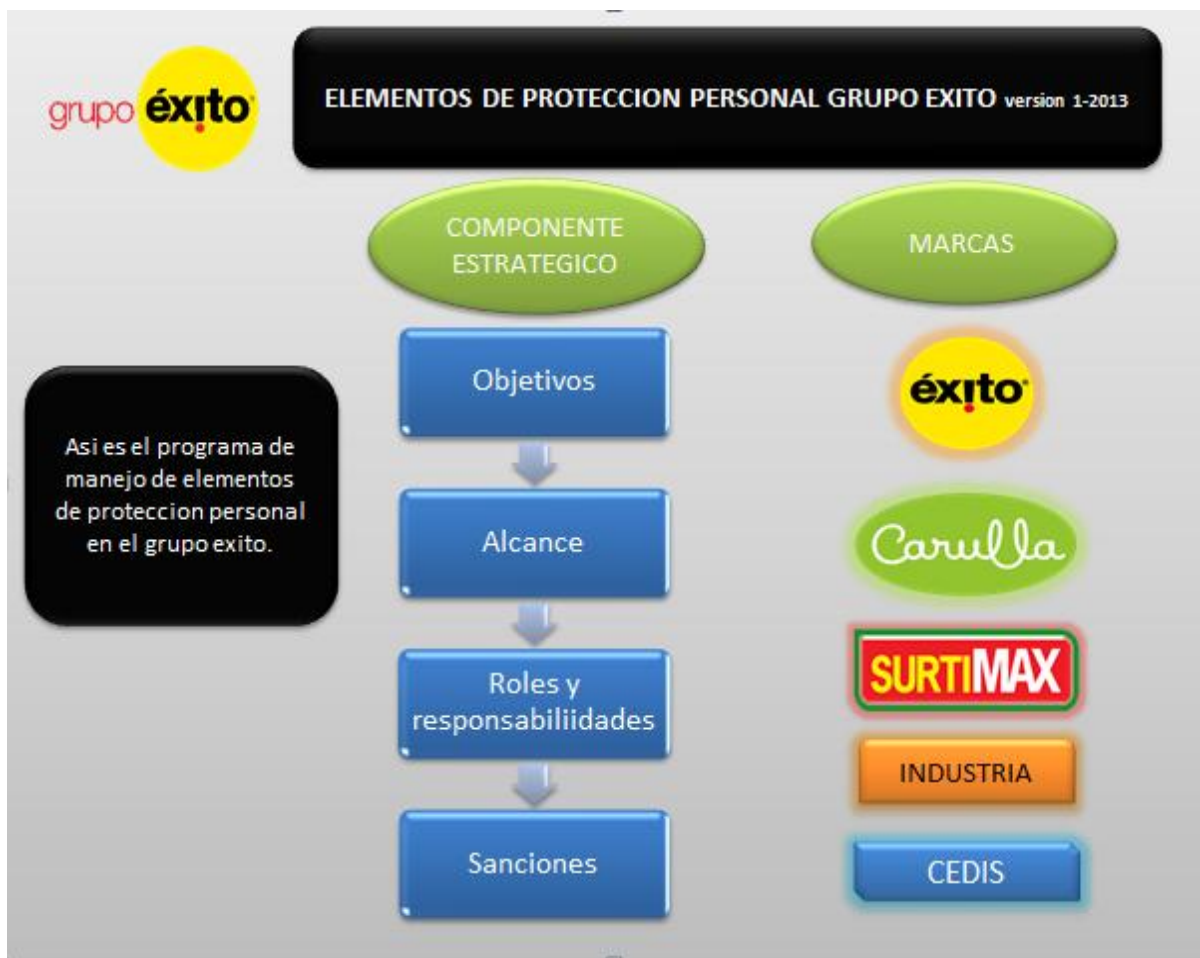 grupo éxito
ELEMENTOS DE PROTECCION PERSONAL GRUPO EXITO version 1-2013
COMPONENTE
ESTRATEGICO
MARCAS
Asi es el programa de
manejo de elementos
de proteccion personal
en el grupo exito.
Objetivos
Alcance
Roles y
responsabiliidades
Sanciones
éxito
Carulla
SURTIMAX
INDUSTRIA
CEDIS